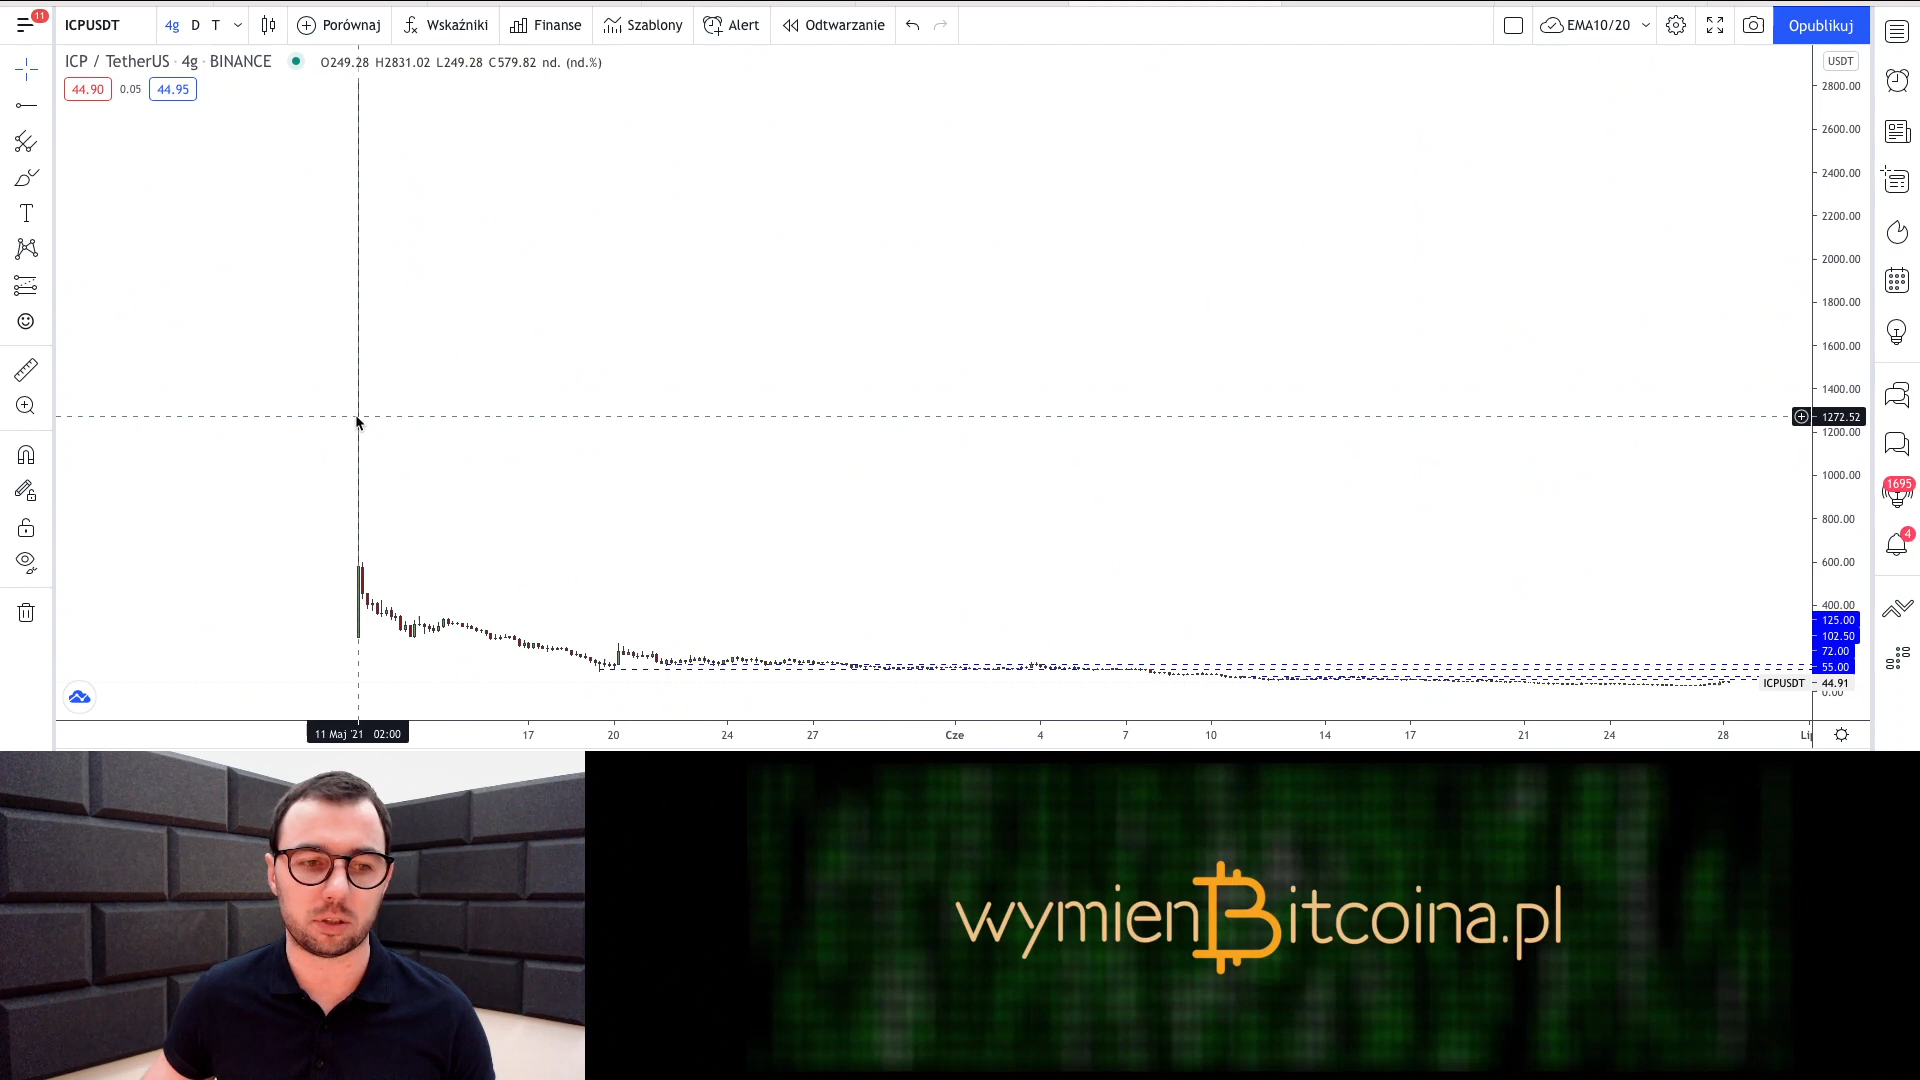 11
ICPUSDT
4g D T
Porównaj
Wskaźniki
Finanse
Szablony
Alert
Odtwarzanie
EMA10/20
Opublikuj
ICP / TetherUS · 4g · BINANCE
O249.28 H2831.02 L249.28 C579.82 nd. (nd.%)
44.90 0.05 44.95
USDT
2800.00
2600.00
2400.00
2200.00
2000.00
1800.00
1600.00
1400.00
1272.52
1200.00
1000.00
800.00
600.00
400.00
125.00
102.50
72.00
55.00
ICPUSDT 44.91
0.00
1695
4
11 Maj '21 02:00
17 20 24 27 Cze 4 7 10 14 17 21 24 28
wymienBitcoina.pl